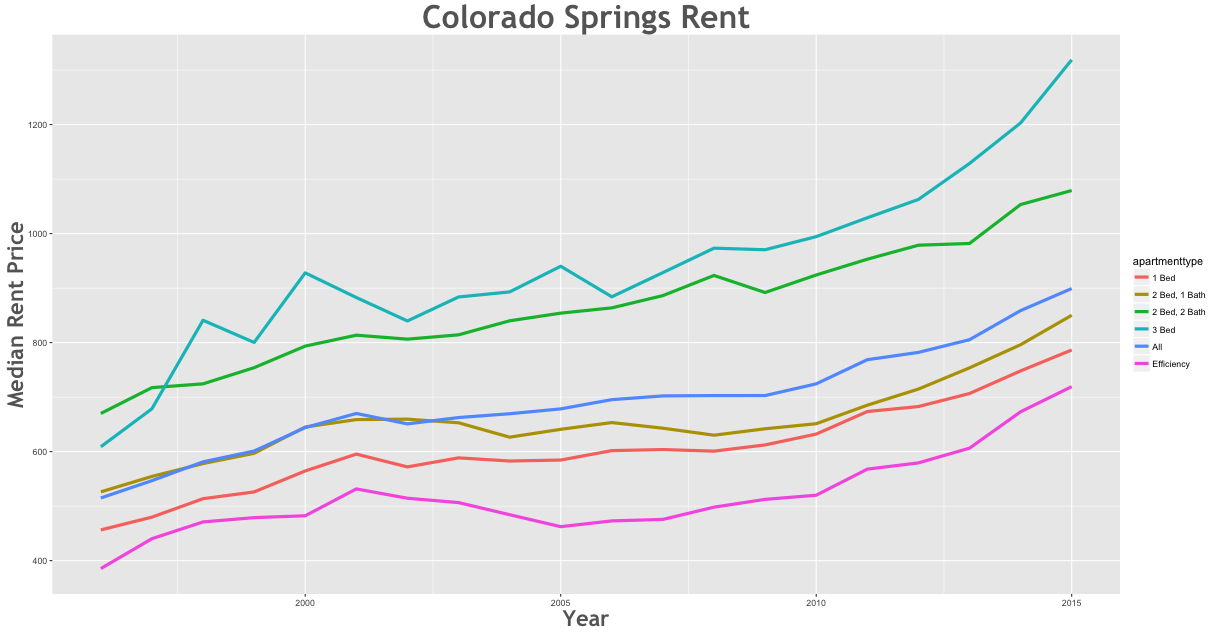 Colorado Springs Rent
Median Rent Price
1200
1000
800
600
400
2000
2005
2010
2015
Year
apartmenttype
1 Bed
2 Bed, 1 Bath
2 Bed, 2 Bath
3 Bed
All
Efficiency